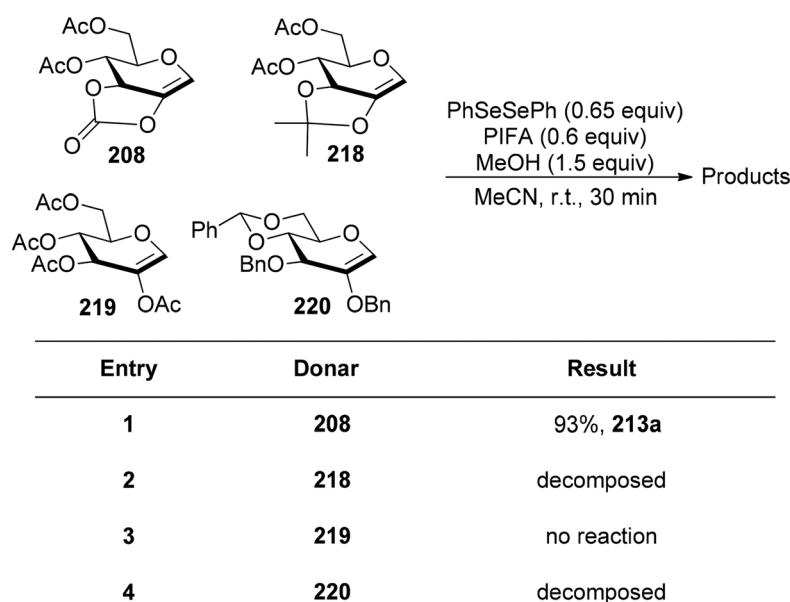 AcO
AcO
O
O
O
O
208
AcO
AcO
O
O
O
218
AcO
AcO
AcO
O
OAc
219
Ph
O
O
O
BnO
OBn
220
PhSeSePh (0.65 equiv)
PIFA (0.6 equiv)
MeOH (1.5 equiv)
MeCN, r.t., 30 min
Products
Entry Donar Result
1 208 93%, 213a
2 218 decomposed
3 219 no reaction
4 220 decomposed